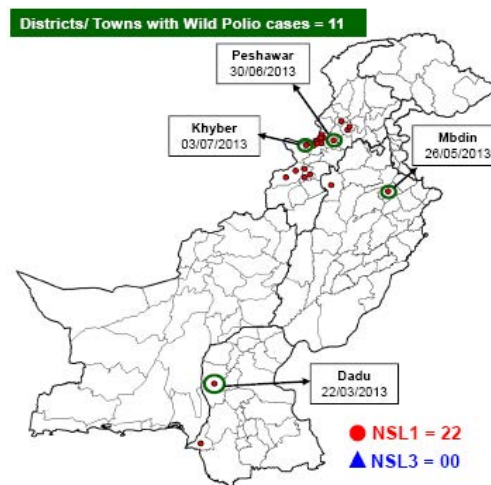 Districts/ Towns with Wild Polio cases = 11
Peshawar
30/06/2013
Khyber
03/07/2013
Mbdin
26/05/2013
Dadu
22/03/2013
NSL1 = 22
NSL3 = 00